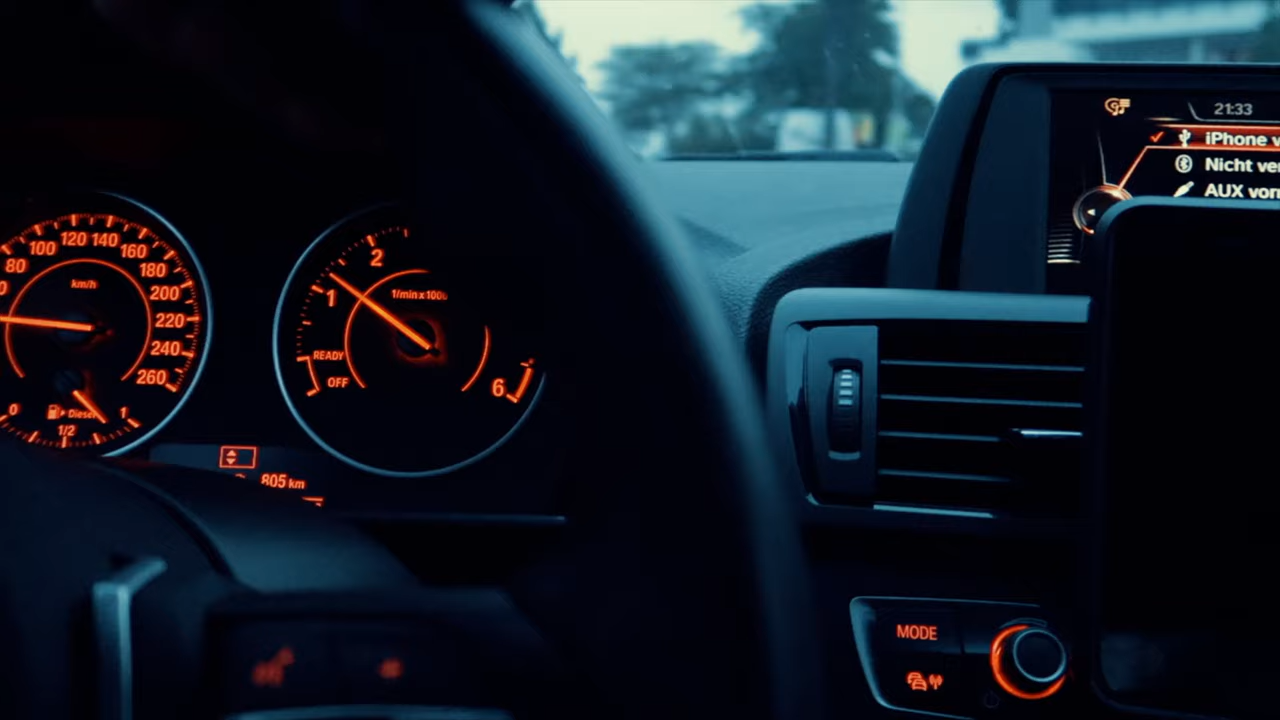 80
100
120
140
160
180
200
220
240
260
km/h
0
1/2
1
Diesel
1
2
6
1/min x 1000
READY
OFF
805 km
21:33
iPhone
Nicht
AUX
MODE